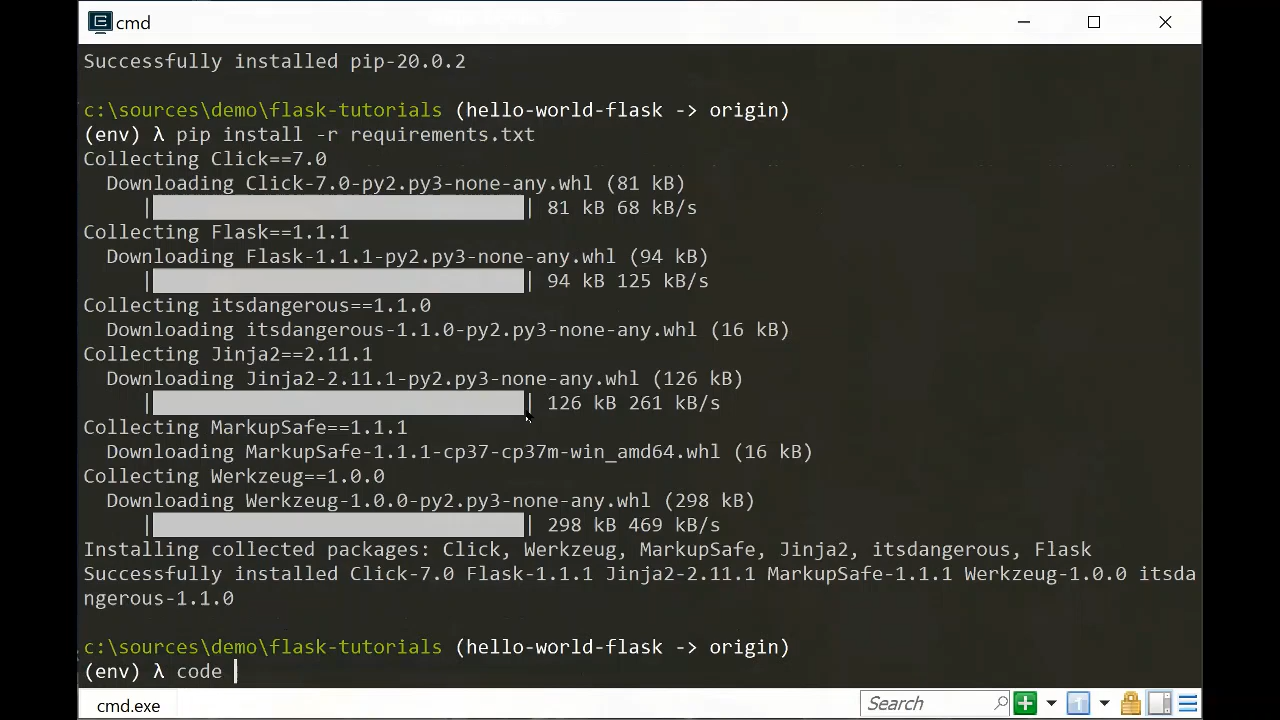 cmd
Successfully installed pip-20.0.2
c:\sources\demo\flask-tutorials (hello-world-flask -> origin)
(env) λ pip install -r requirements.txt
Collecting Click==7.0
Downloading Click-7.0-py2.py3-none-any.whl (81 kB)
| | 81 kB 68 kB/s
Collecting Flask==1.1.1
Downloading Flask-1.1.1-py2.py3-none-any.whl (94 kB)
| | 94 kB 125 kB/s
Collecting itsdangerous==1.1.0
Downloading itsdangerous-1.1.0-py2.py3-none-any.whl (16 kB)
Collecting Jinja2==2.11.1
Downloading Jinja2-2.11.1-py2.py3-none-any.whl (126 kB)
| | 126 kB 261 kB/s
Collecting MarkupSafe==1.1.1
Downloading MarkupSafe-1.1.1-cp37-cp37m-win_amd64.whl (16 kB)
Collecting Werkzeug==1.0.0
Downloading Werkzeug-1.0.0-py2.py3-none-any.whl (298 kB)
| | 298 kB 469 kB/s
Installing collected packages: Click, Werkzeug, MarkupSafe, Jinja2, itsdangerous, Flask
Successfully installed Click-7.0 Flask-1.1.1 Jinja2-2.11.1 MarkupSafe-1.1.1 Werkzeug-1.0.0 itsda
ngerous-1.1.0
c:\sources\demo\flask-tutorials (hello-world-flask -> origin)
(env) λ code
cmd.exe
Search